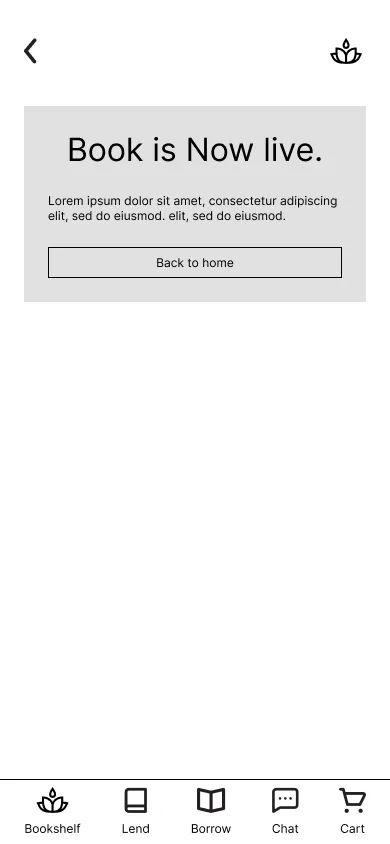 Book is Now live.
Lorem ipsum dolor sit amet, consectetur adipiscing
elit, sed do eiusmod. elit, sed do eiusmod.
Back to home
Bookshelf
Lend
Borrow
Chat
Cart